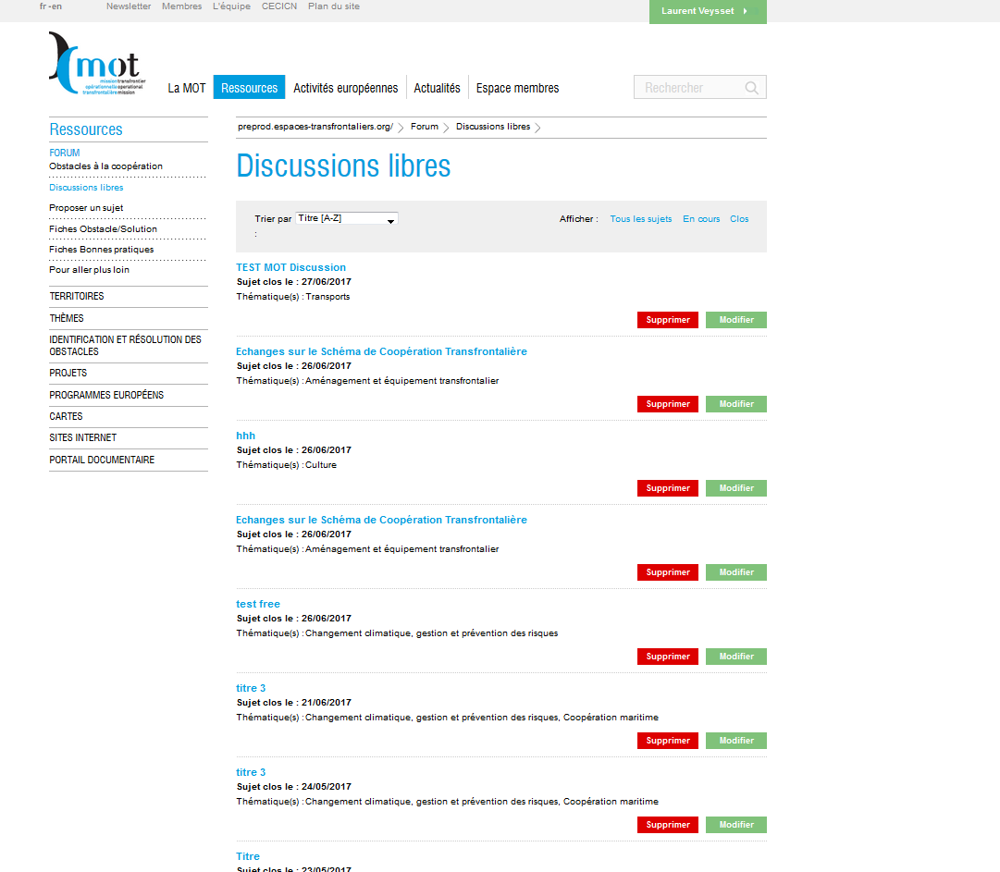 fr -en
Newsletter Membres L'équipe CECICN Plan du site
Laurent Veysset
mot
mission transfrontier
opérationnelle operational
transfrontalière mission
La MOT Ressources Activités européennes Actualités Espace membres
Rechercher
Ressources
FORUM
Obstacles à la coopération
Discussions libres
Proposer un sujet
Fiches Obstacle/Solution
Fiches Bonnes pratiques
Pour aller plus loin
TERRITOIRES
THÈMES
IDENTIFICATION ET RÉSOLUTION DES
OBSTACLES
PROJETS
PROGRAMMES EUROPÉENS
CARTES
SITES INTERNET
PORTAIL DOCUMENTAIRE
preprod.espaces-transfrontaliers.org/ Forum Discussions libres
Discussions libres
Trier par Titre [A-Z]
:
Afficher : Tous les sujets En cours Clos
TEST MOT Discussion
Sujet clos le : 27/06/2017
Thématique(s) : Transports
Supprimer Modifier
Echanges sur le Schéma de Coopération Transfrontalière
Sujet clos le : 26/06/2017
Thématique(s) : Aménagement et équipement transfrontalier
Supprimer Modifier
hhh
Sujet clos le : 26/06/2017
Thématique(s) : Culture
Supprimer Modifier
Echanges sur le Schéma de Coopération Transfrontalière
Sujet clos le : 26/06/2017
Thématique(s) : Aménagement et équipement transfrontalier
Supprimer Modifier
test free
Sujet clos le : 26/06/2017
Thématique(s) : Changement climatique, gestion et prévention des risques
Supprimer Modifier
titre 3
Sujet clos le : 21/06/2017
Thématique(s) : Changement climatique, gestion et prévention des risques, Coopération maritime
Supprimer Modifier
titre 3
Sujet clos le : 24/05/2017
Thématique(s) : Changement climatique, gestion et prévention des risques, Coopération maritime
Supprimer Modifier
Titre
Sujet clos le : 23/05/2017